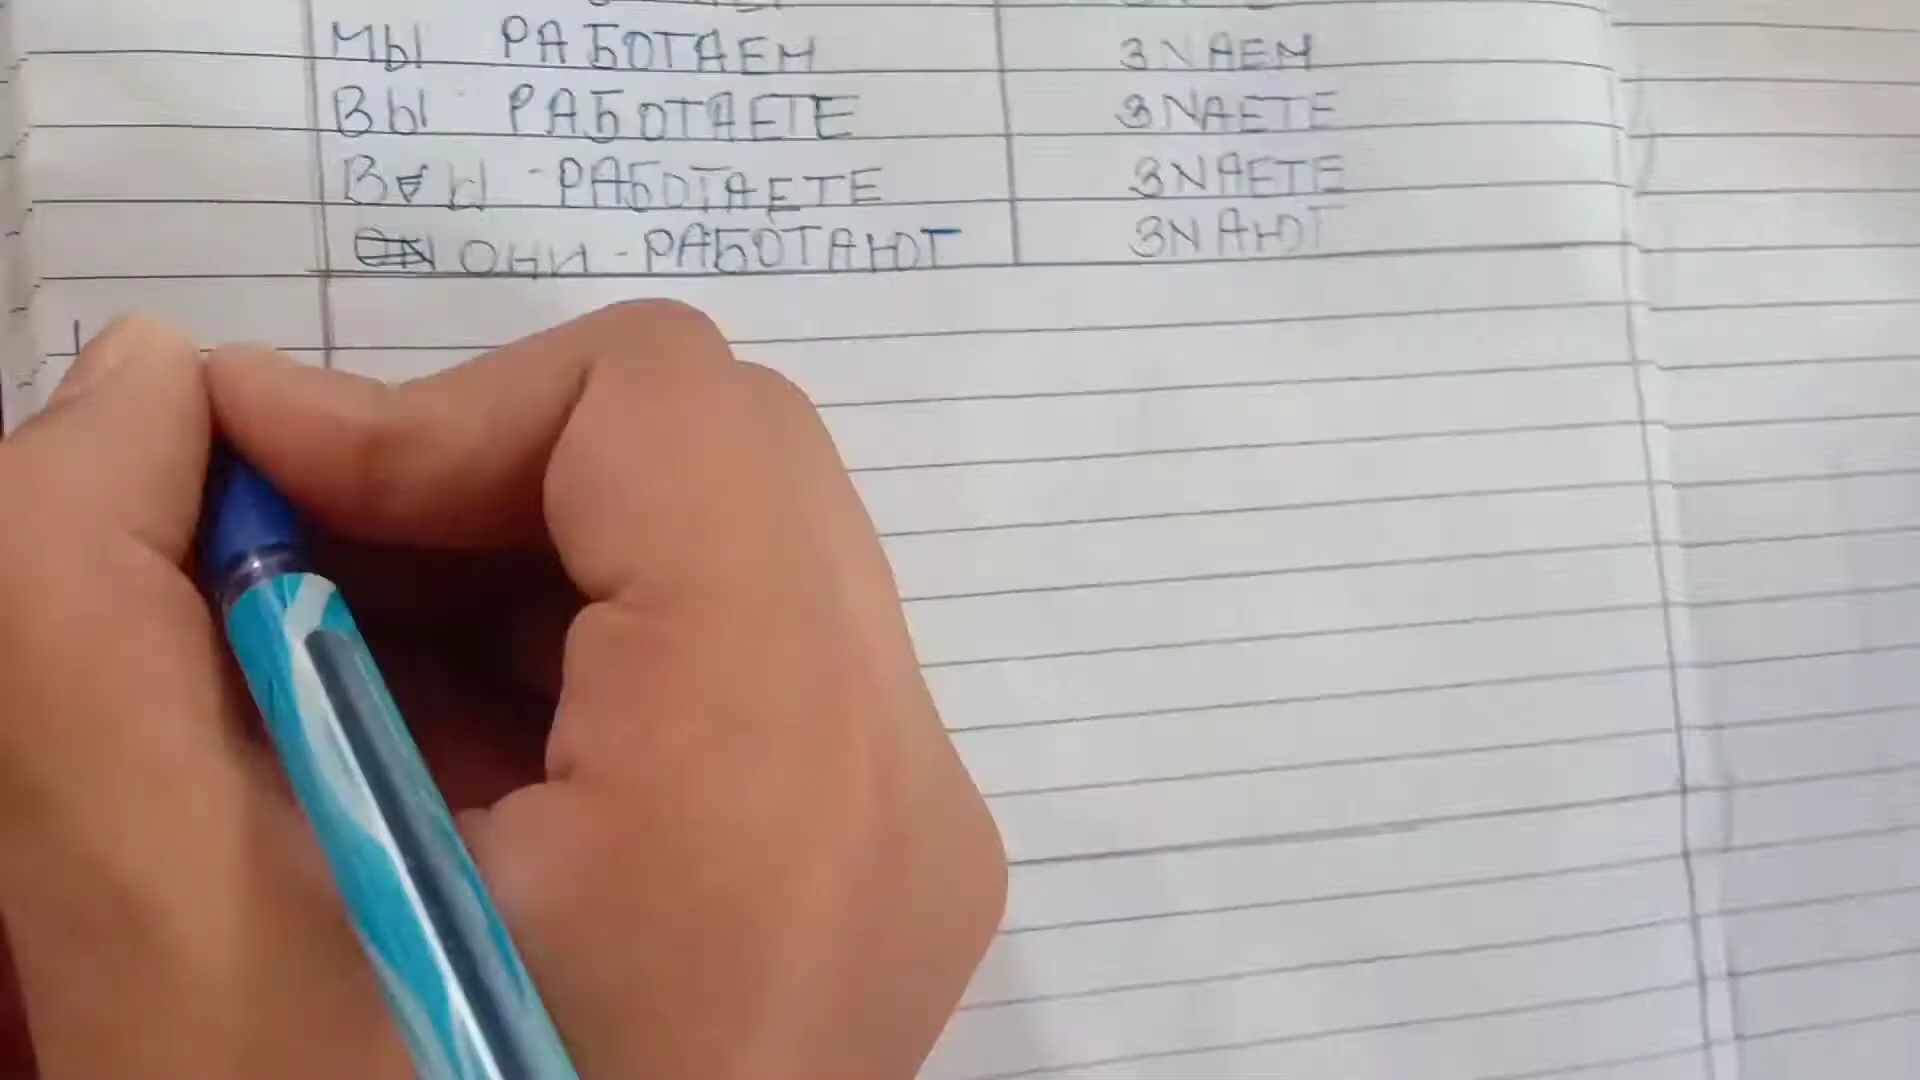 МЫ РАБОТАЕМ ЗNАЕМ
ВЫ РАБОТАЕТЕ ЗNАЕТЕ
ВЫ - РАБОТАЕТЕ ЗNАЕТЕ
ОНИ - РАБОТАЮТ ЗNАЮТ